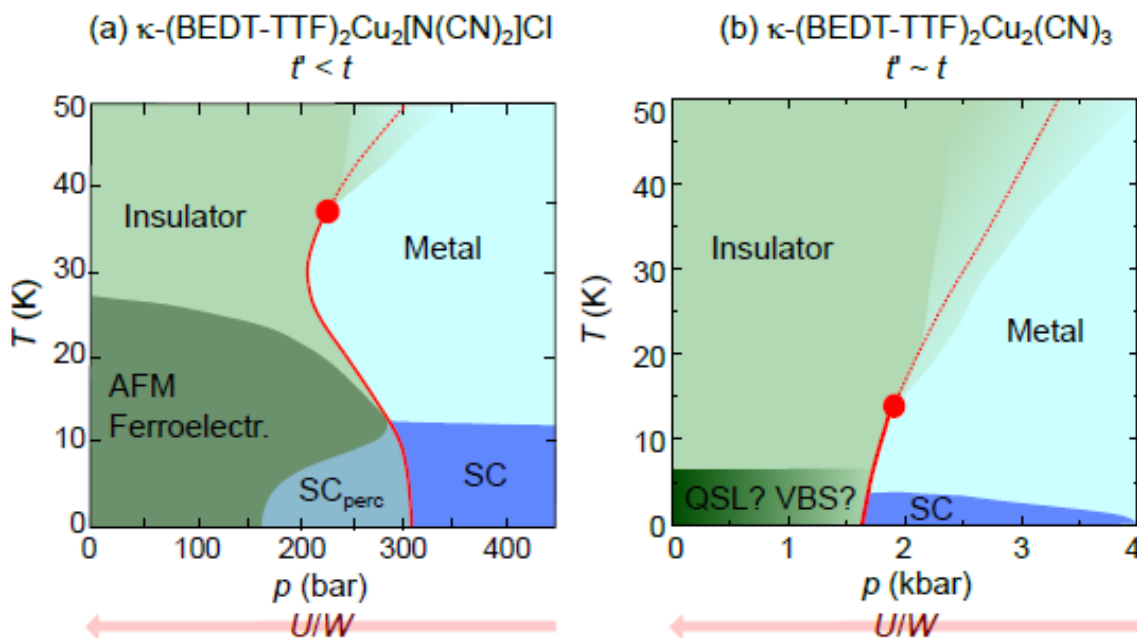 (a) κ-(BEDT-TTF)₂Cu₂[N(CN)₂]Cl
t' < t
50
40
30
20
10
0
T (K)
Insulator
Metal
AFM
Ferroelectr.
SCperc
SC
0 100 200 300 400
p (bar)
U/W
(b) κ-(BEDT-TTF)₂Cu₂(CN)₃
t' ~ t
50
40
30
20
10
0
T (K)
Insulator
Metal
QSL? VBS?
SC
0 1 2 3 4
p (kbar)
U/W